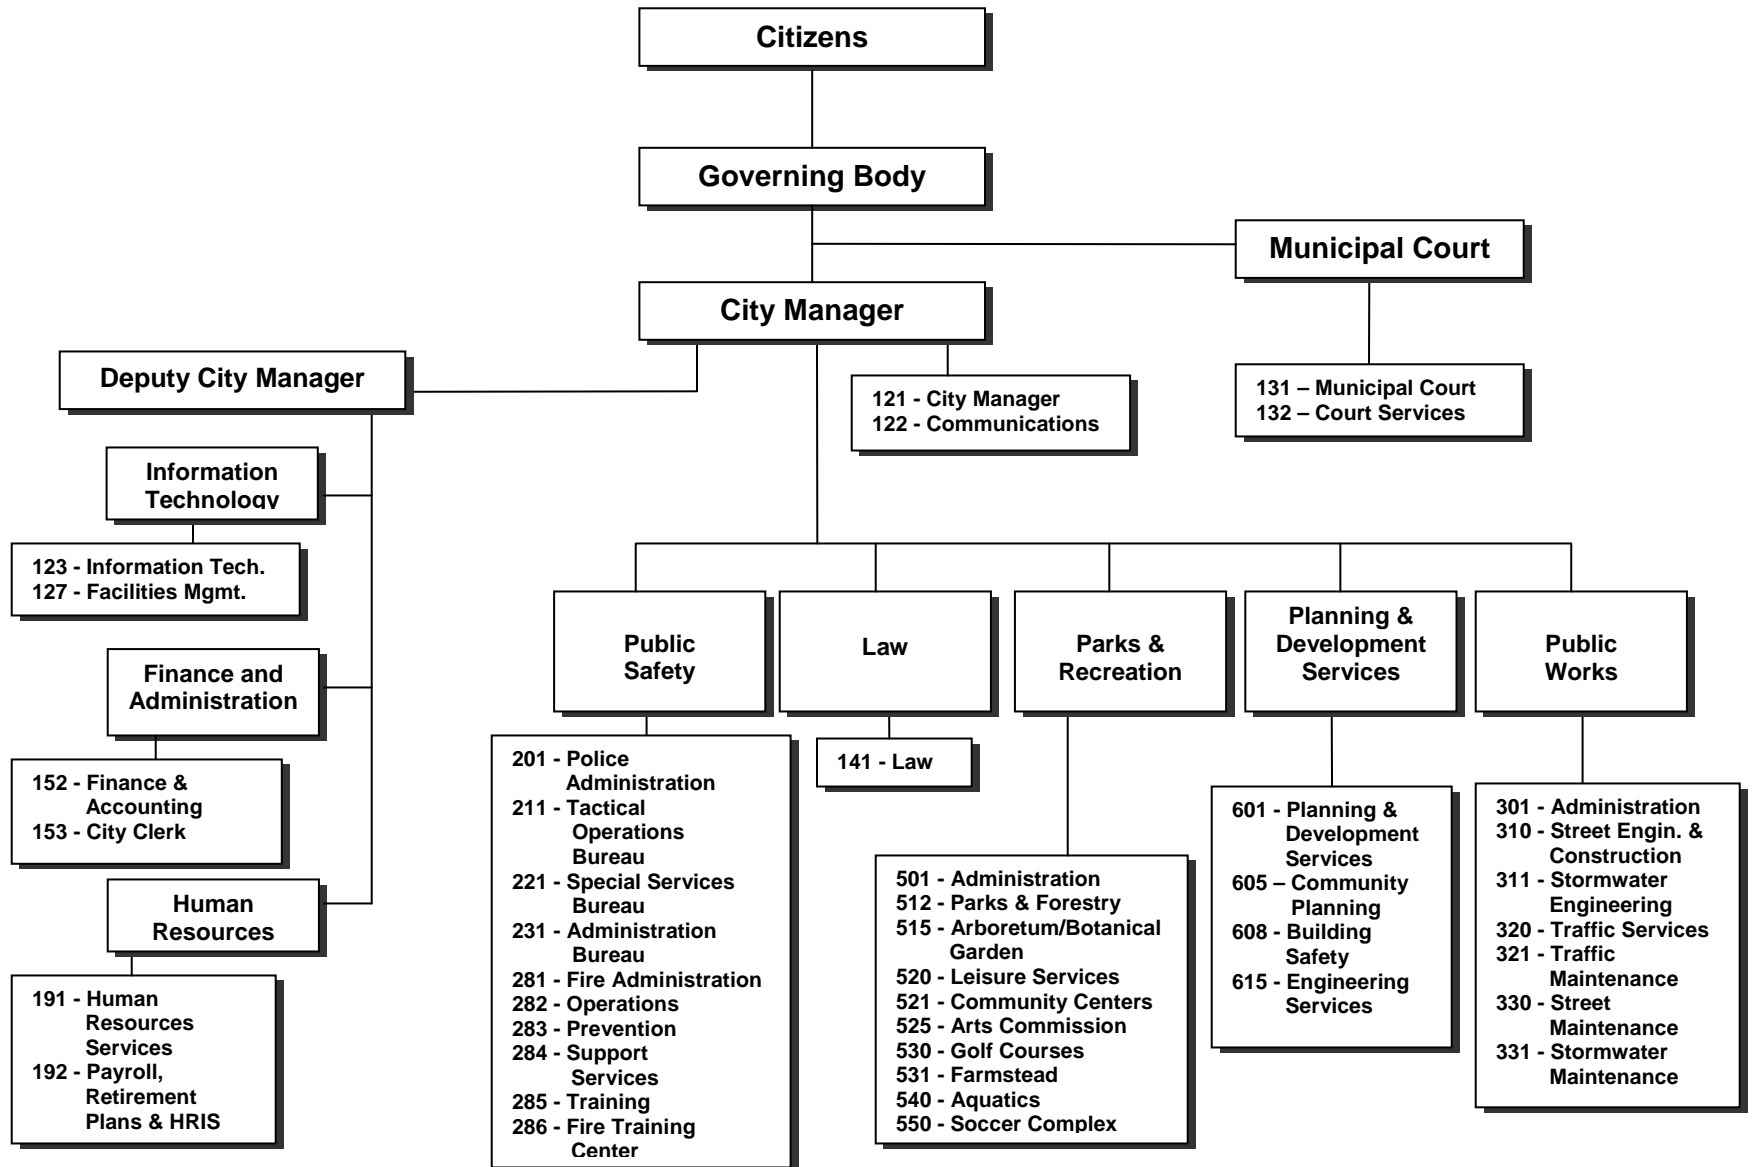 Citizens
Governing Body
Municipal Court
City Manager
Deputy City Manager
121 - City Manager
122 - Communications
131 – Municipal Court
132 – Court Services
Information
Technology
123 - Information Tech.
127 - Facilities Mgmt.
Finance and
Administration
152 - Finance &
Accounting
153 - City Clerk
Human
Resources
191 - Human
Resources
Services
192 - Payroll,
Retirement
Plans & HRIS
Public
Safety
201 - Police
Administration
211 - Tactical
Operations
Bureau
221 - Special Services
Bureau
231 - Administration
Bureau
281 - Fire Administration
282 - Operations
283 - Prevention
284 - Support
Services
285 - Training
286 - Fire Training
Center
Law
141 - Law
Parks &
Recreation
501 - Administration
512 - Parks & Forestry
515 - Arboretum/Botanical
Garden
520 - Leisure Services
521 - Community Centers
525 - Arts Commission
530 - Golf Courses
531 - Farmstead
540 - Aquatics
550 - Soccer Complex
Planning &
Development
Services
601 - Planning &
Development
Services
605 – Community
Planning
608 - Building
Safety
615 - Engineering
Services
Public
Works
301 - Administration
310 - Street Engin. &
Construction
311 - Stormwater
Engineering
320 - Traffic Services
321 - Traffic
Maintenance
330 - Street
Maintenance
331 - Stormwater
Maintenance